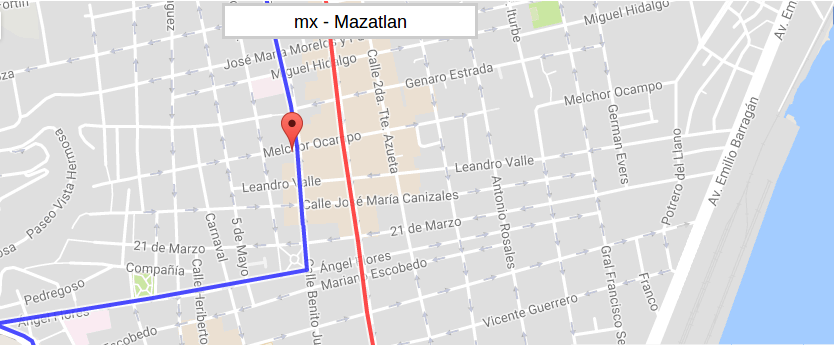 mx - Mazatlan
Miguel Hidalgo
Iturbe
José María Morelos y P
Miguel Hidalgo
Calle 2da. Tte. Azueta
Genaro Estrada
Melchor Ocampo
Av. Emilio Barragán
German Evers
Potrero del Llano
Melchor Ocampo
Paseo Vista Hermosa
Leandro Valle
Leandro Valle
Calle José María Canizales
Antonio Rosales
Carnaval
5 de Mayo
21 de Marzo
21 de Marzo
Ángel Flores
Mariano Escobedo
Compañía
Calle Heriberto
Calle Benito Ju
Gral Francisco Se
Franco
Pedregoso
Ángel Flores
Escobedo
Vicente Guerrero